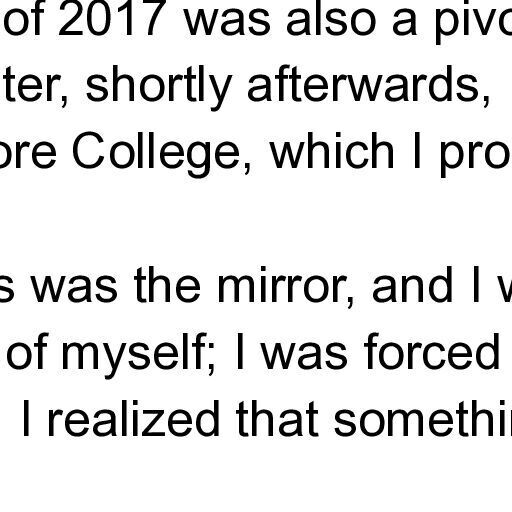 of 2017 was also a pivo
ter, shortly afterwards,
ore College, which I pro
s was the mirror, and I w
of myself; I was forced
I realized that somethin